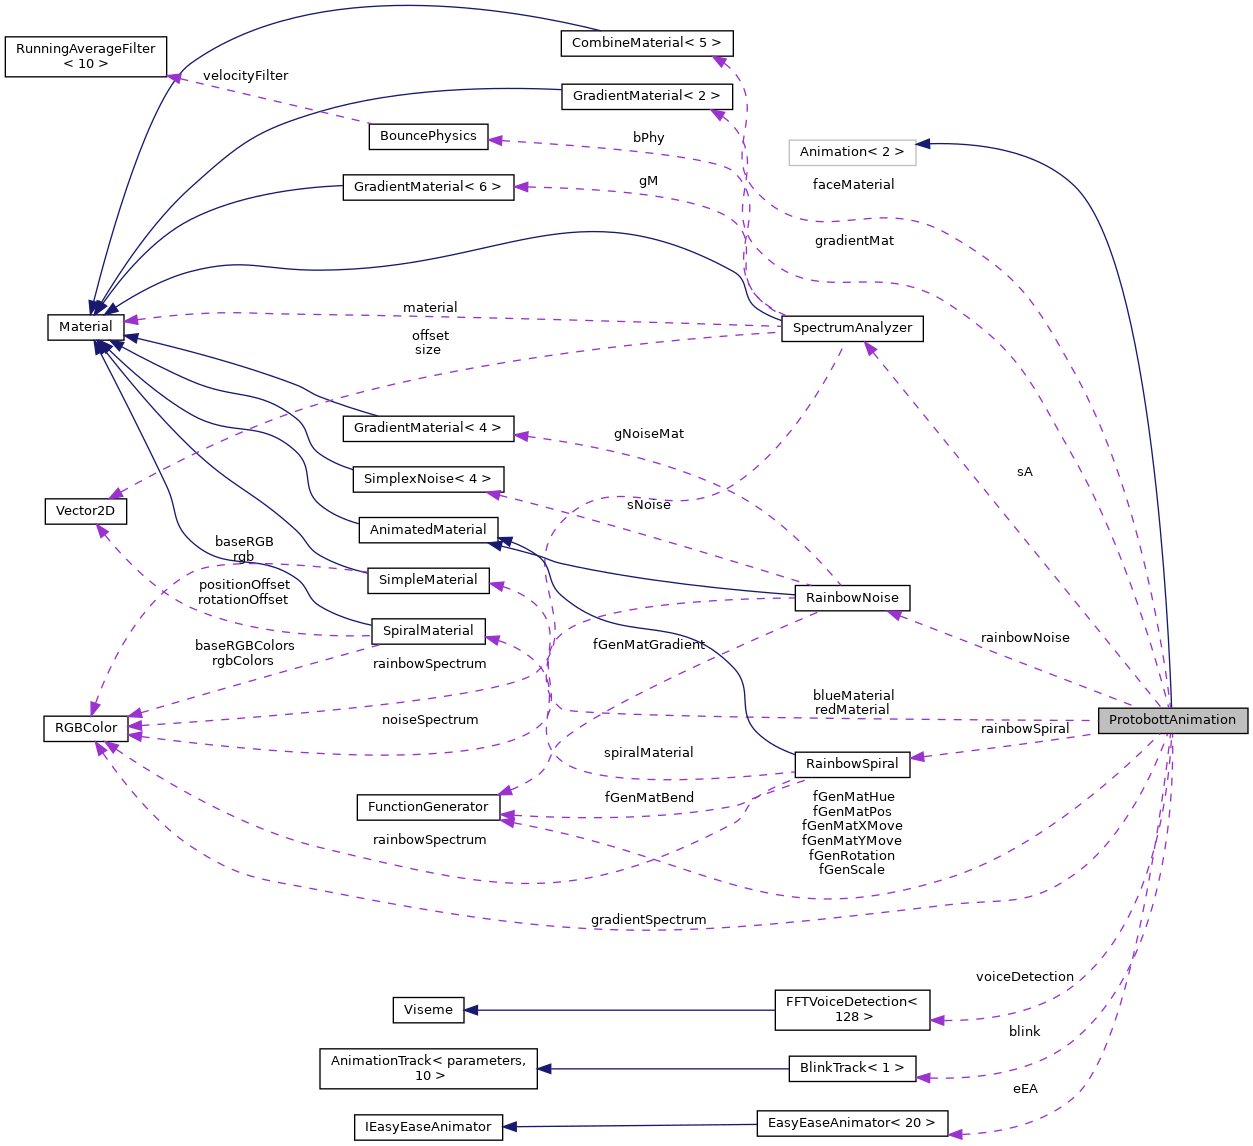 CombineMaterial< 5 >
RunningAverageFilter
< 10 >
velocityFilter
GradientMaterial< 2 >
BouncePhysics
bPhy
Animation< 2 >
GradientMaterial< 6 >
gM
faceMaterial
gradientMat
material
Material
SpectrumAnalyzer
offset
size
GradientMaterial< 4 >
gNoiseMat
sA
SimplexNoise< 4 >
sNoise
Vector2D
AnimatedMaterial
baseRGB
rgb
SimpleMaterial
positionOffset
rotationOffset
RainbowNoise
SpiralMaterial
rainbowNoise
baseRGBColors
rgbColors
fGenMatGradient
rainbowSpectrum
blueMaterial
redMaterial
RGBColor
noiseSpectrum
ProtobottAnimation
rainbowSpiral
spiralMaterial
RainbowSpiral
FunctionGenerator
fGenMatBend
fGenMatHue
fGenMatPos
fGenMatXMove
fGenMatYMove
fGenRotation
fGenScale
rainbowSpectrum
gradientSpectrum
voiceDetection
Viseme
FFTVoiceDetection<
128 >
blink
AnimationTrack< parameters,
10 >
BlinkTrack< 1 >
eEA
IEasyEaseAnimator
EasyEaseAnimator< 20 >